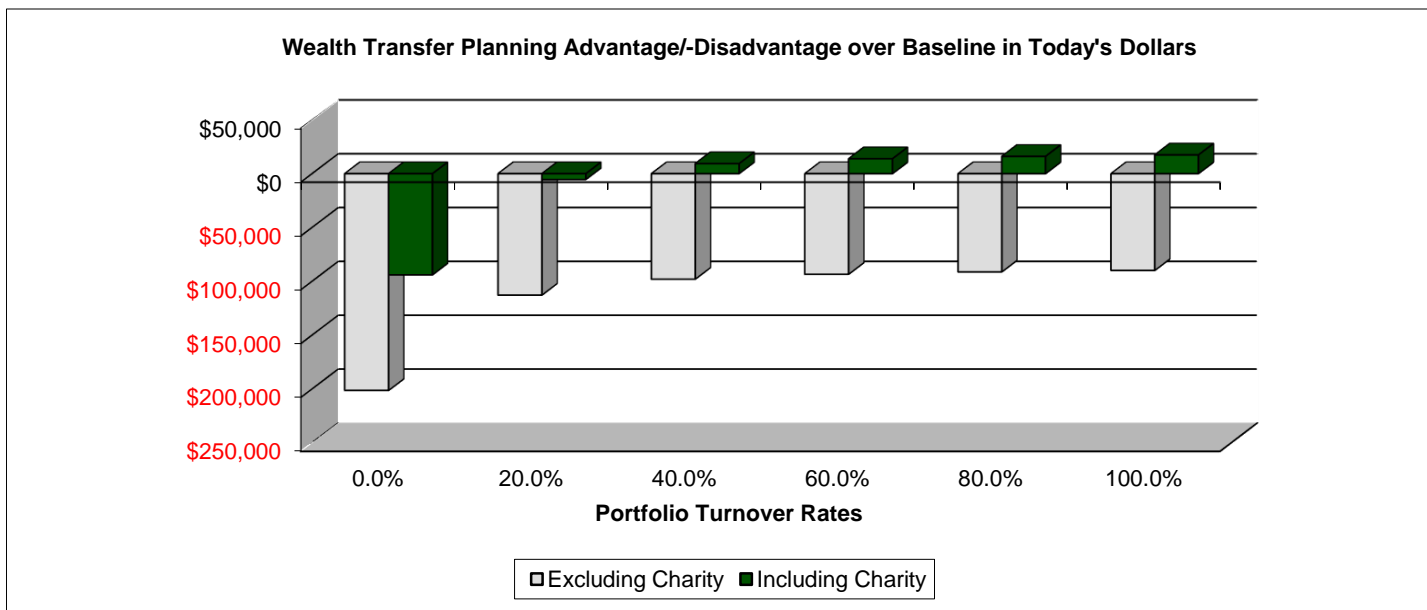 Wealth Transfer Planning Advantage/-Disadvantage over Baseline in Today's Dollars
$50,000
$0
$50,000
$100,000
$150,000
$200,000
$250,000
0.0% 20.0% 40.0% 60.0% 80.0% 100.0%
Portfolio Turnover Rates
Excluding Charity Including Charity